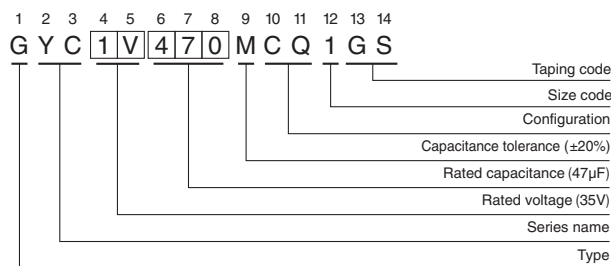 1 2 3 4 5 6 7 8 9 10 11 12 13 14
G Y C 1 V 4 7 0 M C Q 1 G S
Taping code
Size code
Configuration
Capacitance tolerance (±20%)
Rated capacitance (47µF)
Rated voltage (35V)
Series name
Type